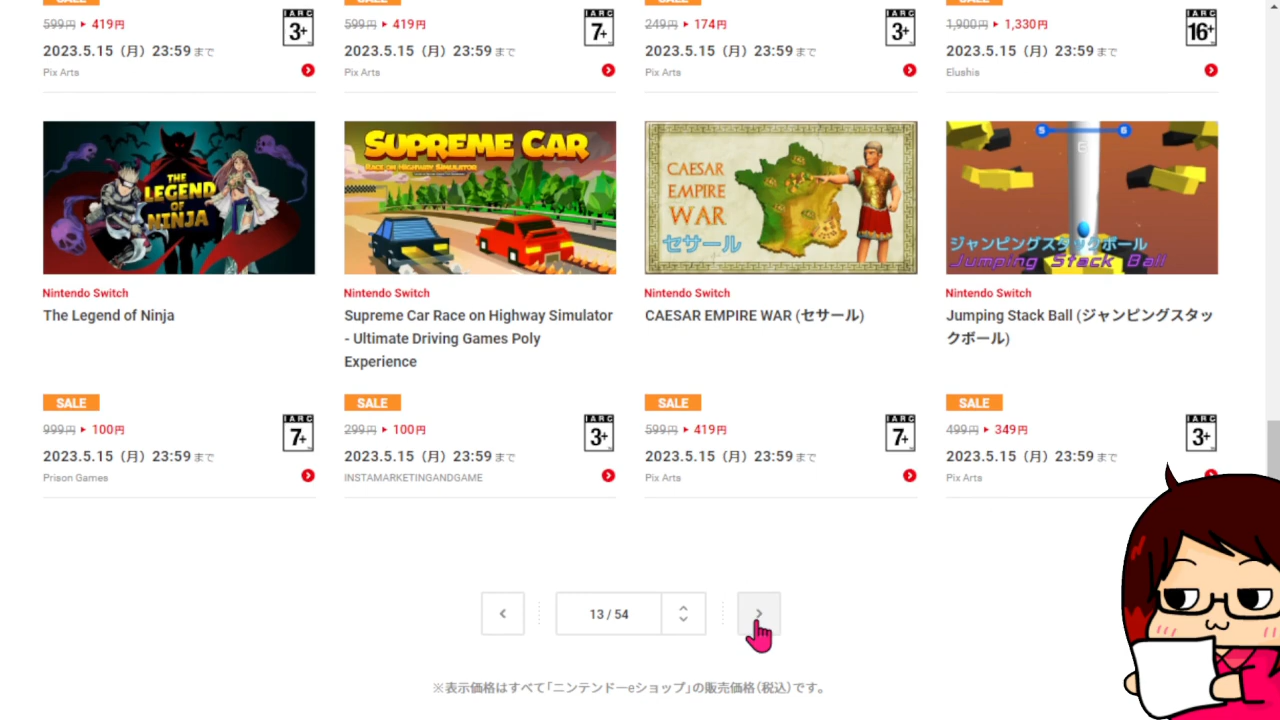 SALE SALE SALE SALE
599円 ▶ 419円 IARC 3+
599円 ▶ 419円 IARC 7+
249円 ▶ 174円 IARC 3+
1,900円 ▶ 1,330円 IARC 16+
2023.5.15（月）23:59まで
2023.5.15（月）23:59まで
2023.5.15（月）23:59まで
2023.5.15（月）23:59まで
Pix Arts
Pix Arts
Pix Arts
Elushis
THE
LEGEND
OF
NINJA
Nintendo Switch
The Legend of Ninja
SALE
999円 ▶ 100円
IARC 7+
2023.5.15（月）23:59まで
Prison Games
SUPREME CAR
RACE ON HIGHWAY SIMULATOR
Nintendo Switch
Supreme Car Race on Highway Simulator
- Ultimate Driving Games Poly
Experience
SALE
299円 ▶ 100円
IARC 3+
2023.5.15（月）23:59まで
INSTAMARKETINGANDGAME
CAESAR
EMPIRE
WAR
セサール
Nintendo Switch
CAESAR EMPIRE WAR (セサール)
SALE
599円 ▶ 419円
IARC 7+
2023.5.15（月）23:59まで
Pix Arts
5 6
ジャンピングスタックボール
Jumping Stack Ball
Nintendo Switch
Jumping Stack Ball (ジャンピングスタッ
クボール)
SALE
499円 ▶ 349円
IARC 3+
2023.5.15（月）23:59まで
Pix Arts
13 / 54
※表示価格はすべて「ニンテンドーeショップ」の販売価格（税込）です。